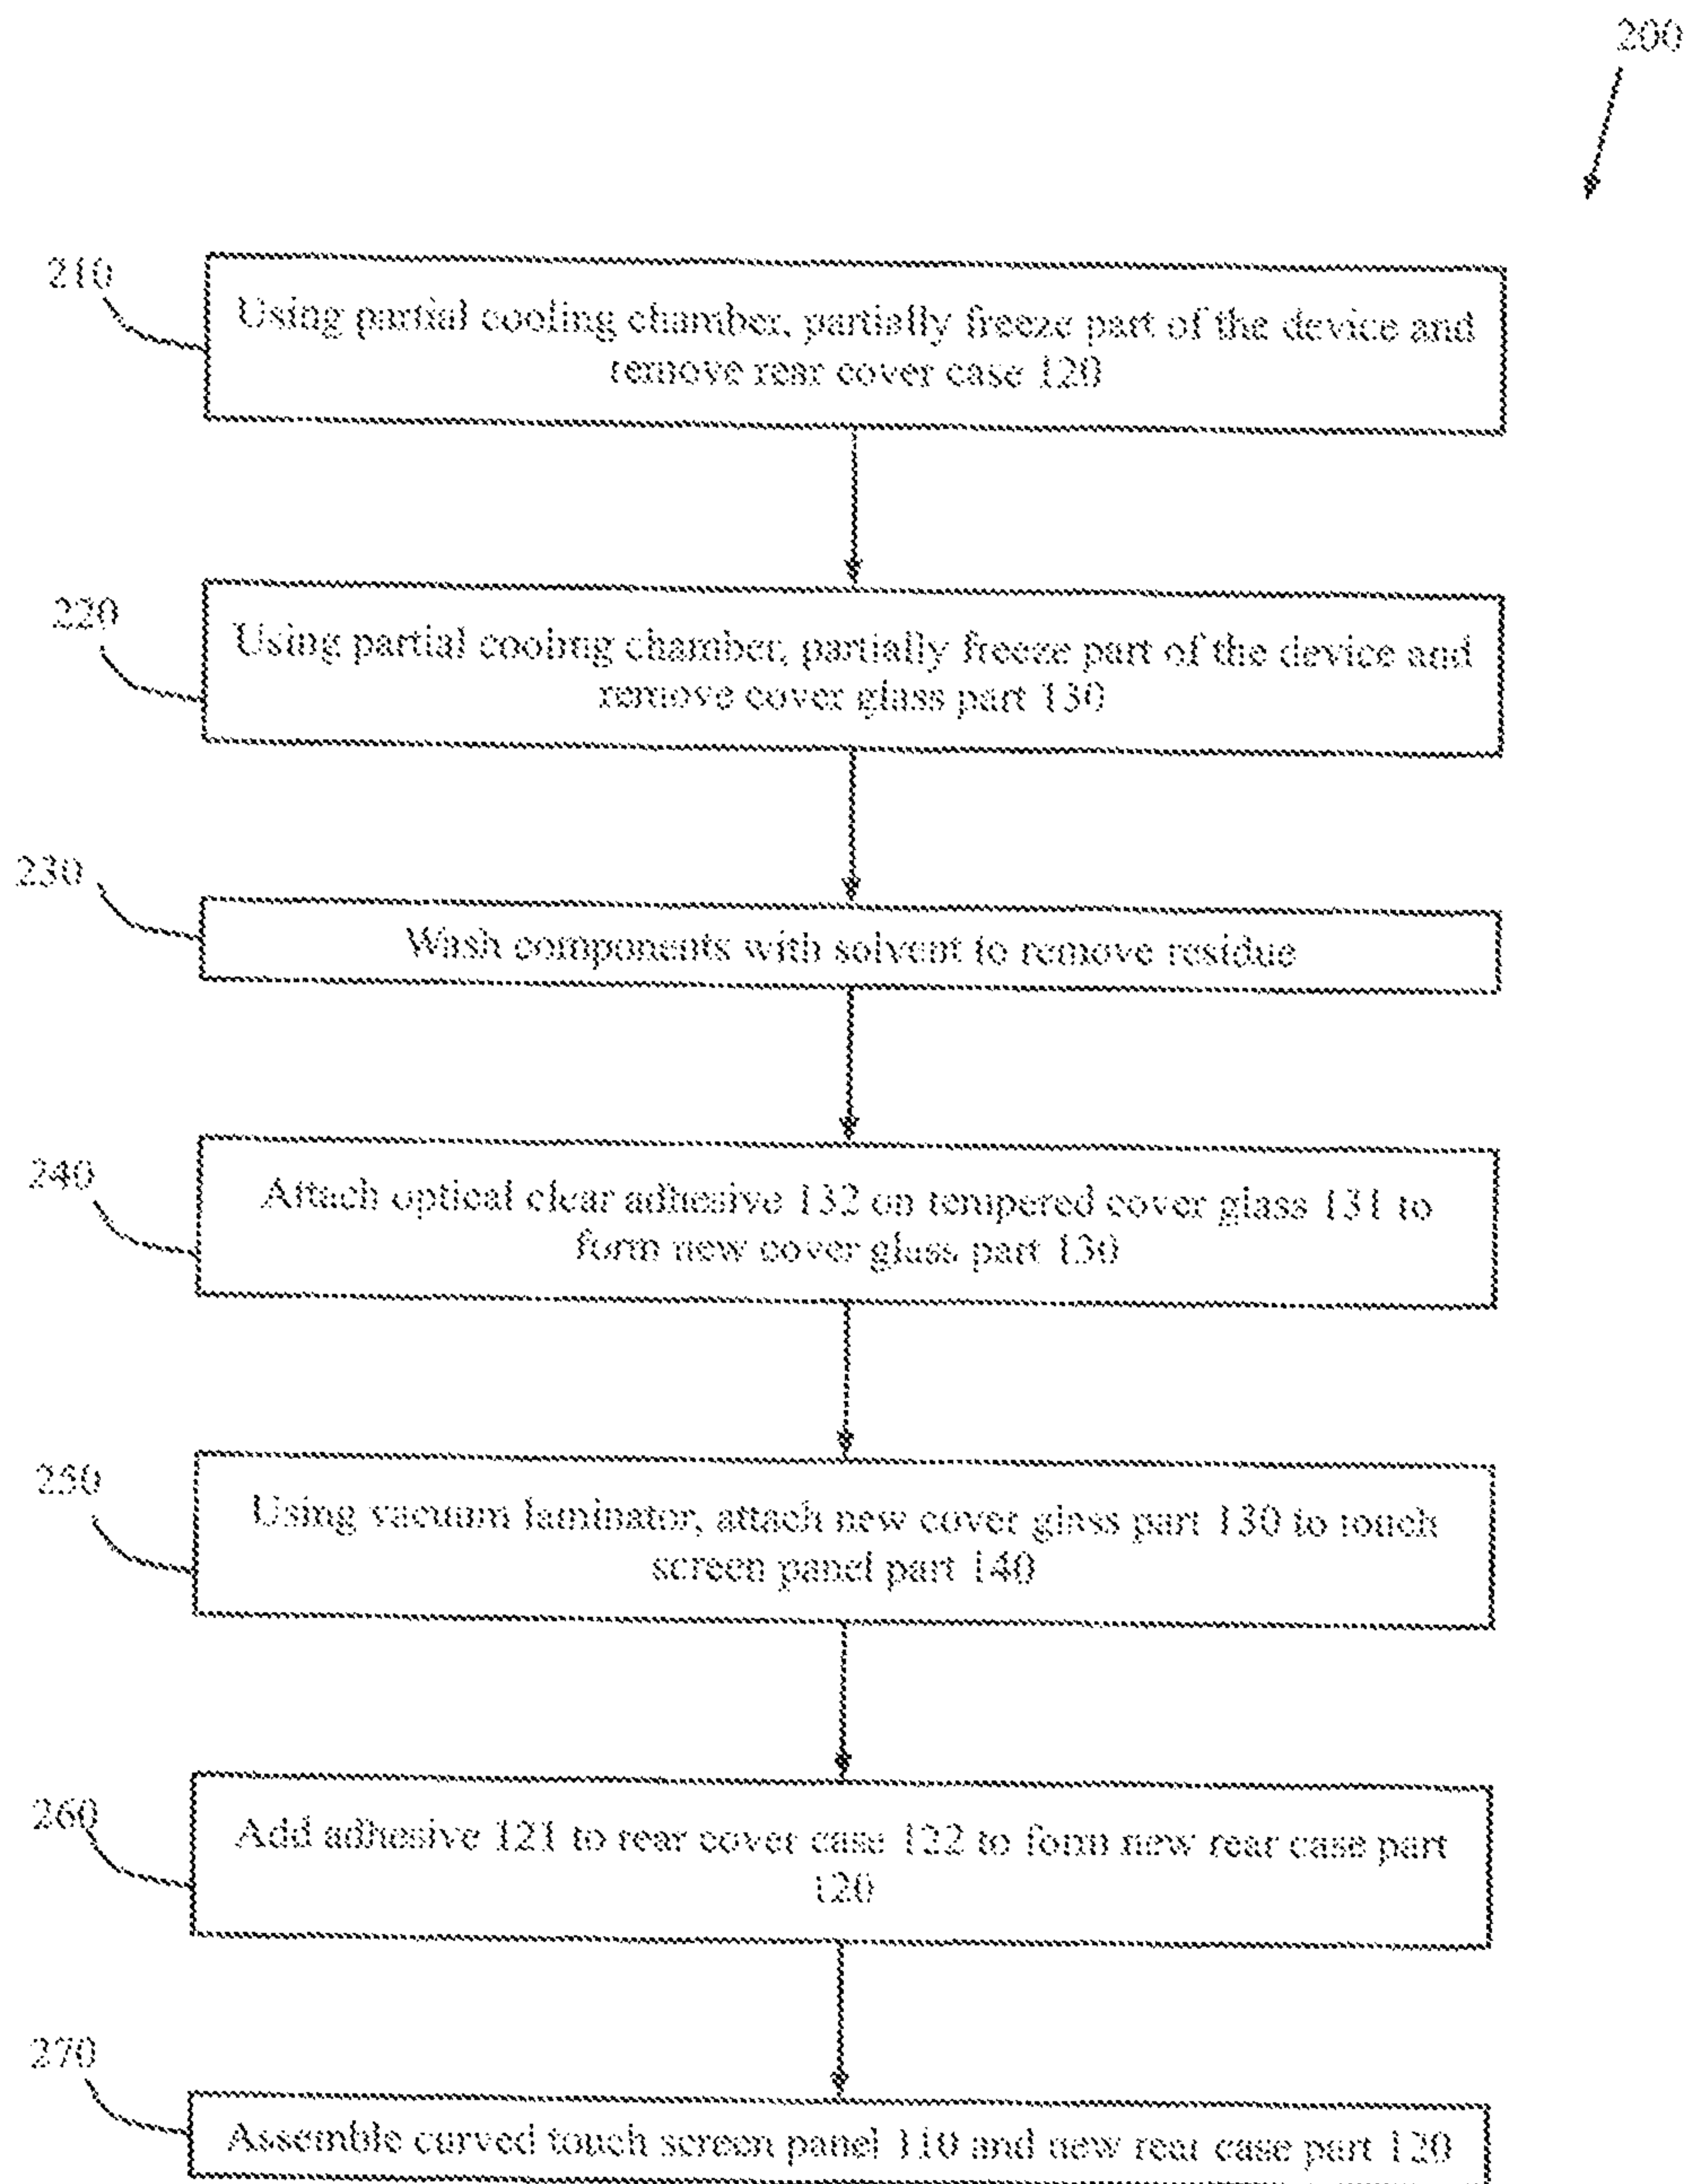 200
210
Using partial cooling chamber, partially freeze part of the device and
remove rear cover case 120
220
Using partial cooling chamber, partially freeze part of the device and
remove cover glass part 130
230
Wash components with solvent to remove residue
240
Attach optical clear adhesive 132 on tempered cover glass 131 to
form new cover glass part 130
250
Using vacuum laminator, attach new cover glass part 130 to touch
screen panel part 140
260
Add adhesive 121 to rear cover case 122 to form new rear case part
120
270
Assemble curved touch screen panel 110 and new rear case part 120